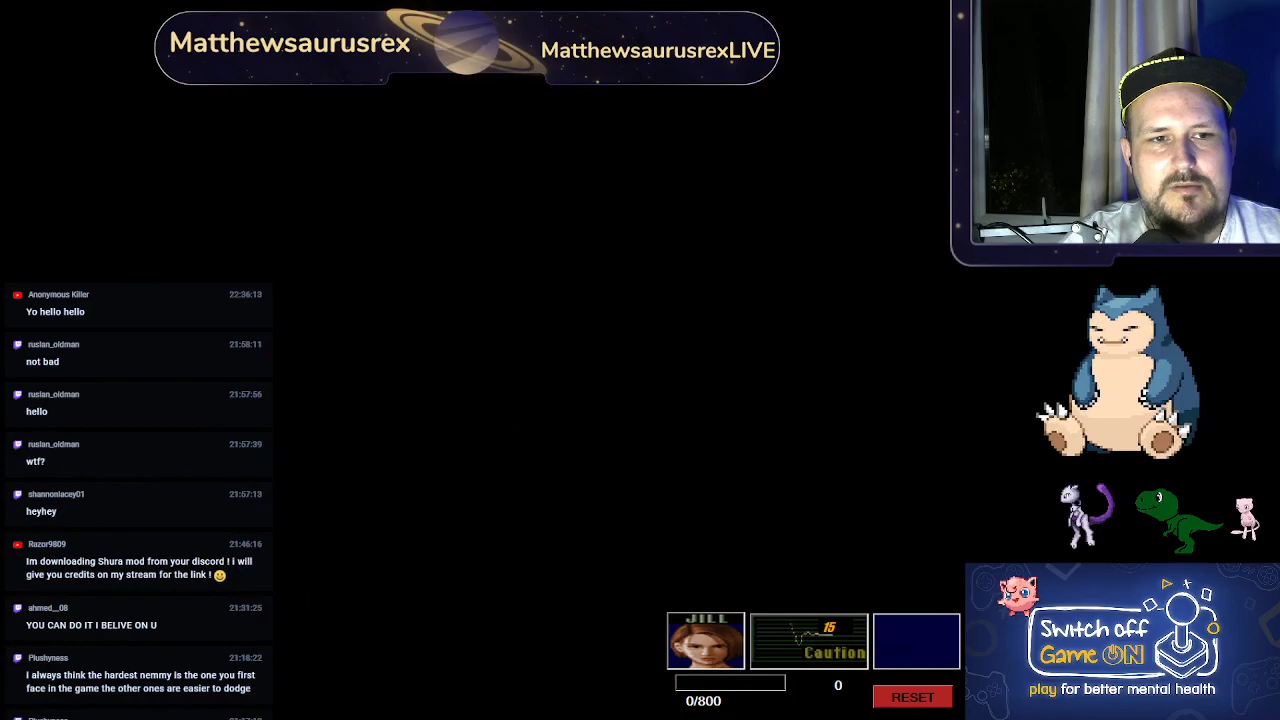 Matthewsaurusrex
MatthewsaurusrexLIVE
Anonymous Killer 22:36:13
Yo hello hello
ruslan_oldman 21:58:11
not bad
ruslan_oldman 21:57:56
hello
ruslan_oldman 21:57:39
wtf?
shannonlacey01 21:57:13
heyhey
Razor9809 21:46:16
Im downloading Shura mod from your discord ! i will
give you credits on my stream for the link !
ahmed__08 21:31:25
YOU CAN DO IT I BELIVE ON U
Plushyness 21:18:22
i always think the hardest nemmy is the one you first
face in the game the other ones are easier to dodge
JILL
15
Caution
0/800
0
RESET
Switch off
Game ON
play for better mental health